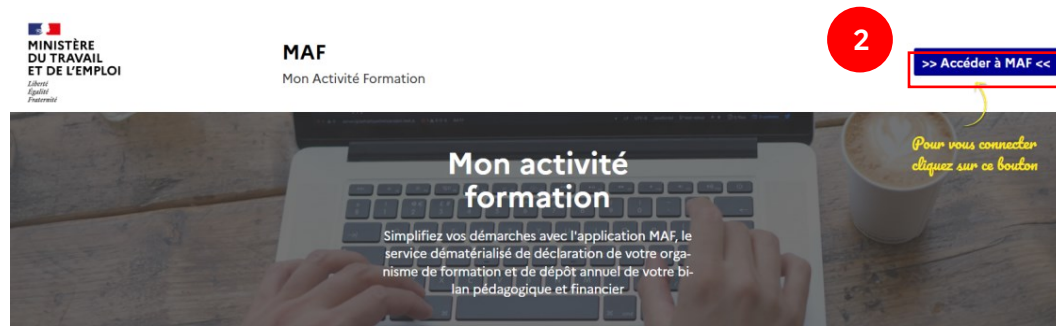 MINISTÈRE
DU TRAVAIL
ET DE L'EMPLOI
Liberté
Égalité
Fraternité
MAF
Mon Activité Formation
2
>> Accéder à MAF <<
Pour vous connecter
cliquez sur ce bouton
Mon activité
formation
Simplifiez vos démarches avec l'application MAF, le
service dématérialisé de déclaration de votre orga-
nisme de formation et de dépôt annuel de votre bi-
lan pédagogique et financier